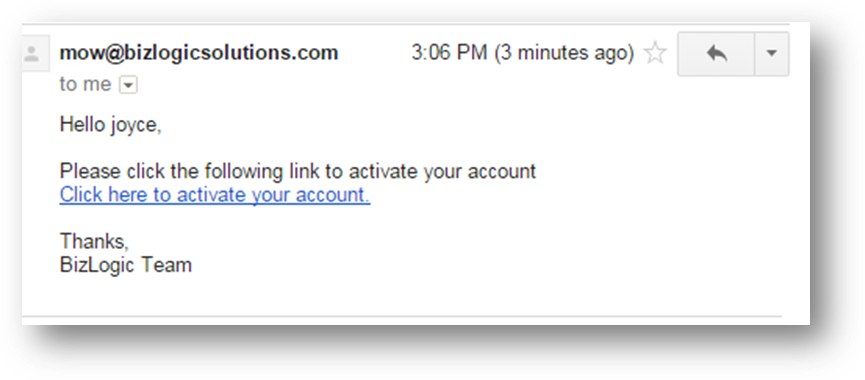 mow@bizlogicsolutions.com 3:06 PM (3 minutes ago)
to me
Hello joyce,
Please click the following link to activate your account
Click here to activate your account.
Thanks,
BizLogic Team